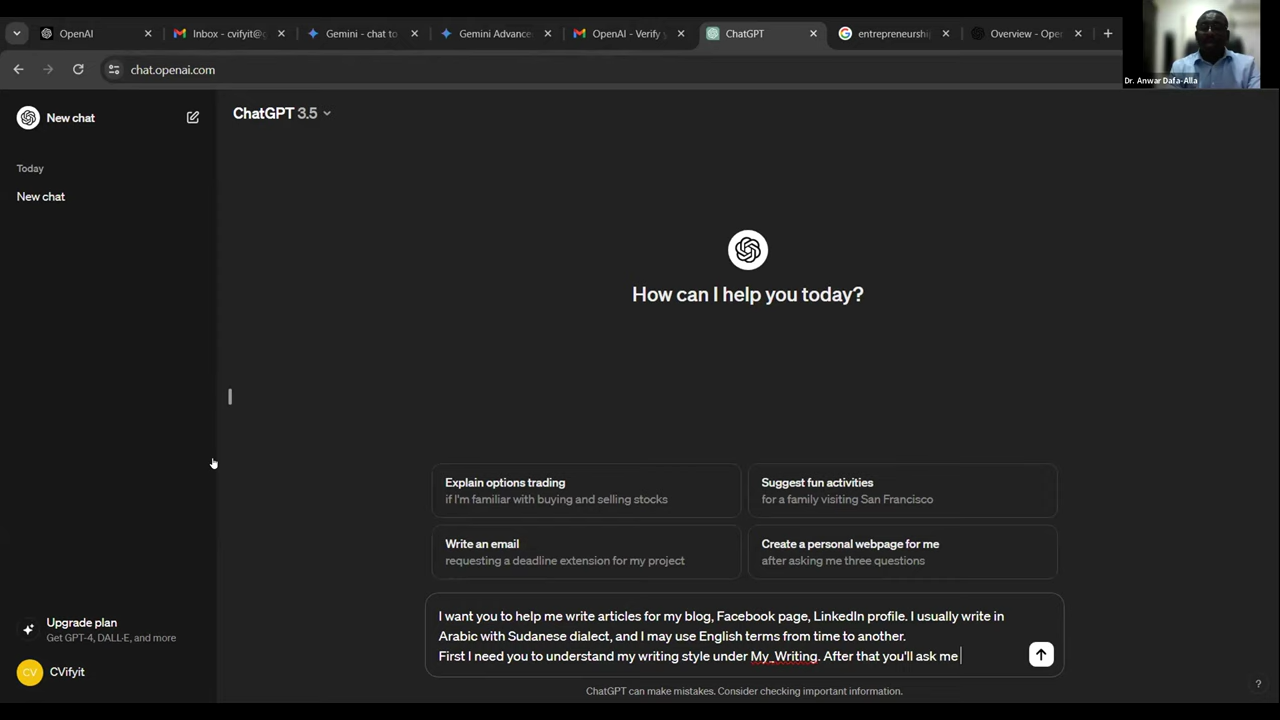 OpenAI
Inbox - cvifyit@g
Gemini - chat to
Gemini Advance
OpenAI - Verify
ChatGPT
entrepreneurship
Overview - Open
chat.openai.com
Dr. Anwar Dafa-Alla
New chat
ChatGPT 3.5
Today
New chat
How can I help you today?
Explain options trading
if I'm familiar with buying and selling stocks
Suggest fun activities
for a family visiting San Francisco
Write an email
requesting a deadline extension for my project
Create a personal webpage for me
after asking me three questions
I want you to help me write articles for my blog, Facebook page, LinkedIn profile. I usually write in
Arabic with Sudanese dialect, and I may use English terms from time to another.
First I need you to understand my writing style under My_Writing. After that you'll ask me
Upgrade plan
Get GPT-4, DALL·E, and more
CV CVifyit
ChatGPT can make mistakes. Consider checking important information.
?